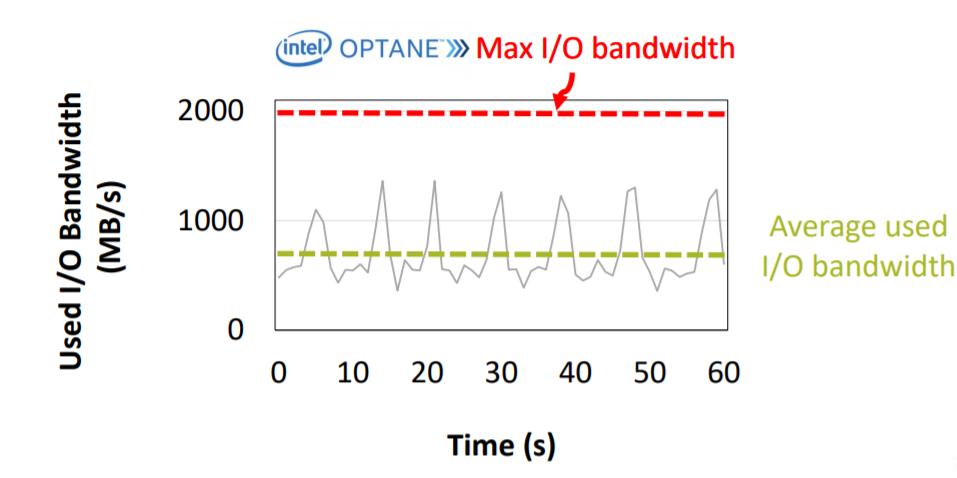 intel OPTANE™ Max I/O bandwidth
Used I/O Bandwidth
(MB/s)
2000
1000
0
0 10 20 30 40 50 60
Time (s)
Average used
I/O bandwidth